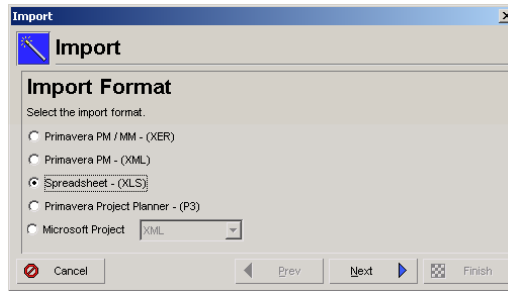 Import
Import
Import Format
Select the import format.
Primavera PM / MM - (XER)
Primavera PM - (XML)
Spreadsheet - (XLS)
Primavera Project Planner - (P3)
Microsoft Project XML
Cancel Prev Next Finish